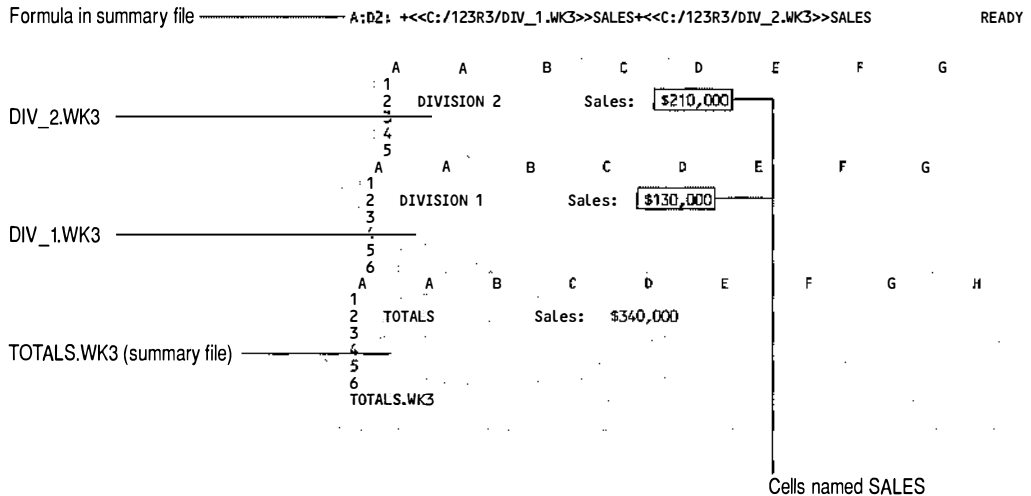 Formula in summary file A:D2: +<<C:/123R3/DIV_1.WK3>>SALES+<<C:/123R3/DIV_2.WK3>>SALES READY
A A B C D E F G
1
2 DIVISION 2 Sales: $210,000
DIV_2.WK3
3
4
5
A A B C D E F G
1
2 DIVISION 1 Sales: $130,000
3
DIV_1.WK3
5
6
A A B C D E F G H
1
2 TOTALS Sales: $340,000
3
TOTALS.WK3 (summary file) 4
5
6
TOTALS.WK3
Cells named SALES